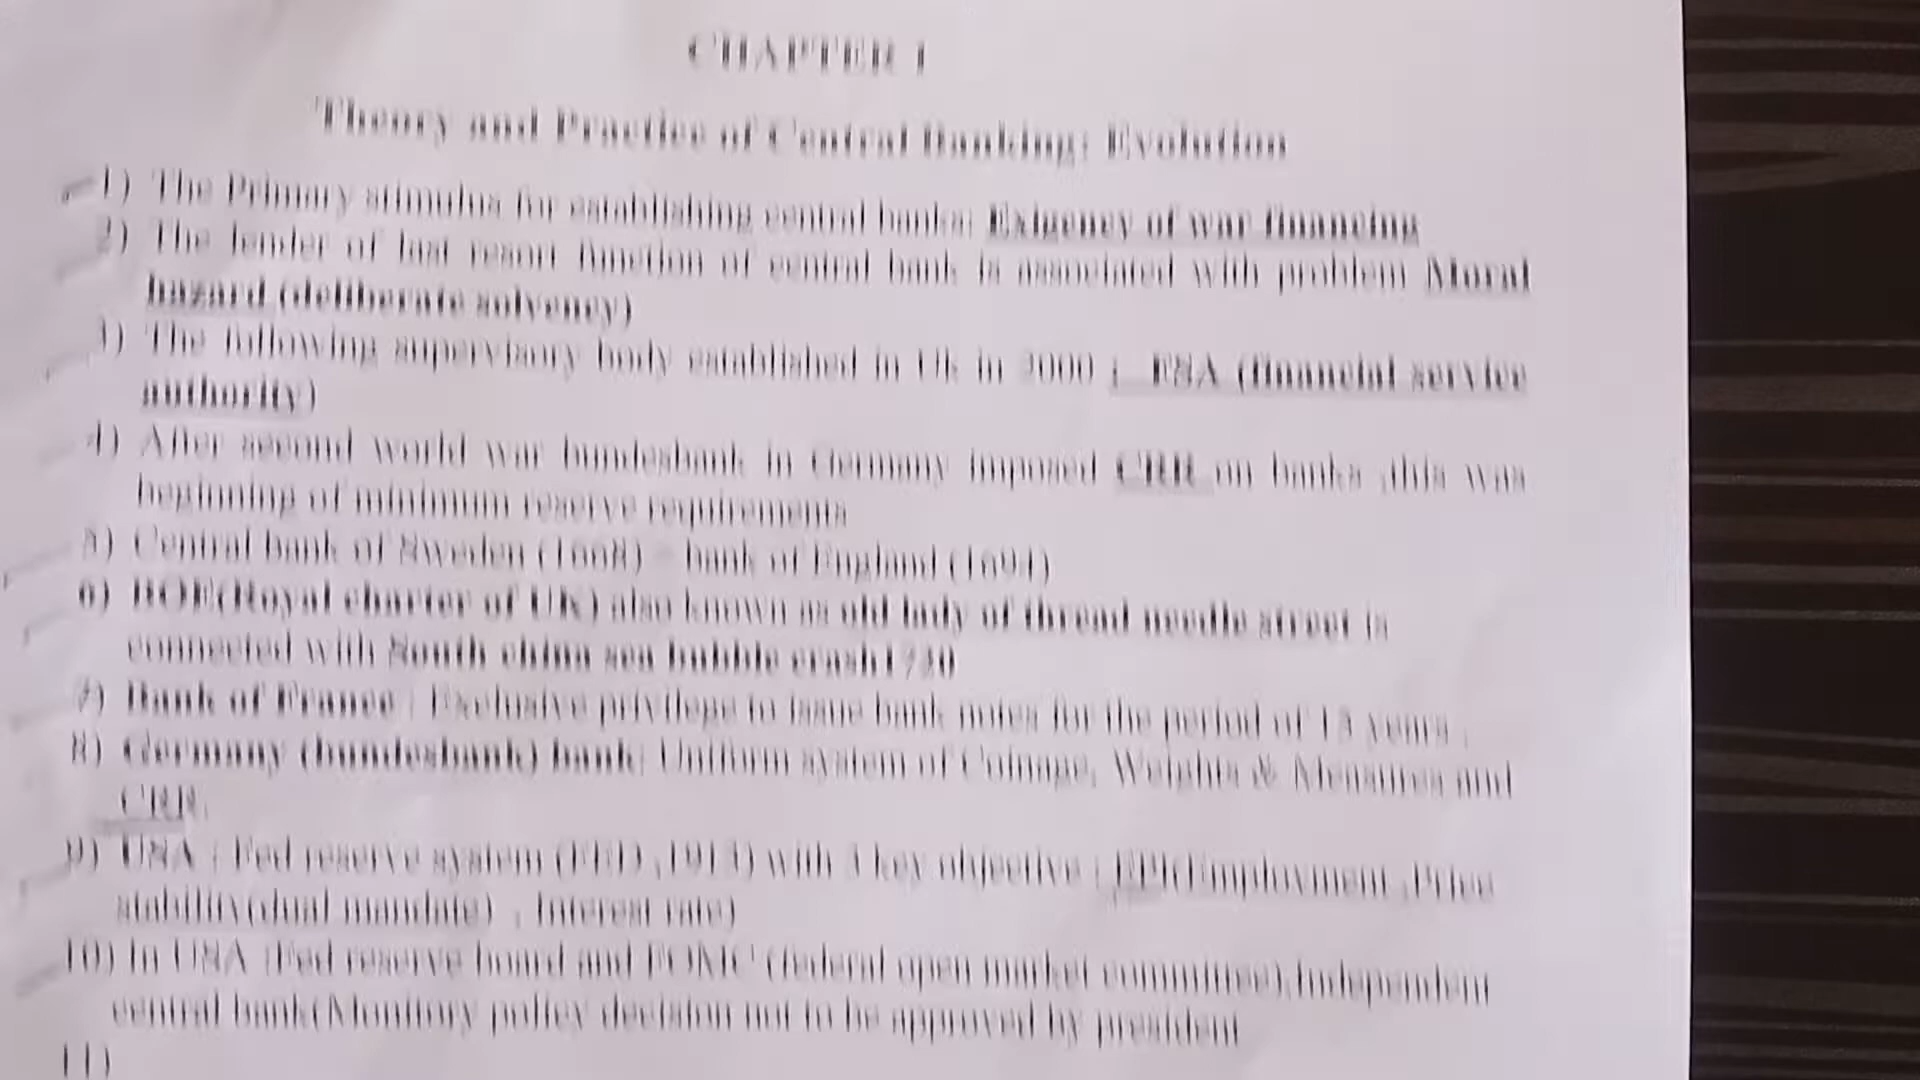 CHAPTER 1
Theory and Practice of Central Banking: Evolution
1) The Primary stimulus for establishing central banks: Exigency of war financing
2) The lender of last resort function of central bank is associated with problem Moral
hazard (deliberate solvency)
3) The following supervisory body established in Uk in 2000 : FSA (financial service
authority)
4) After second world war bundesbank in Germany imposed CRR on banks ,this was
beginning of minimum reserve requirements
5) Central bank of Sweden (1668) - bank of England (1694)
6) BOE(Royal charter of UK) also known as old lady of thread needle street is
connected with South china sea bubble crash1720
7) Bank of France : Exclusive privilege to issue bank notes for the period of 15 years .
8) Germany (bundesbank) bank: Uniform system of Coinage, Weights & Measures and
CRR.
9) USA : Fed reserve system (FED ,1913) with 3 key objective : EPI(Employment ,Price
stability(dual mandate) , Interest rate)
10) In USA :Fed reserve board and FOMC (federal open market committee),Independent
central bank(Monitory policy decision not to be approved by president
11)